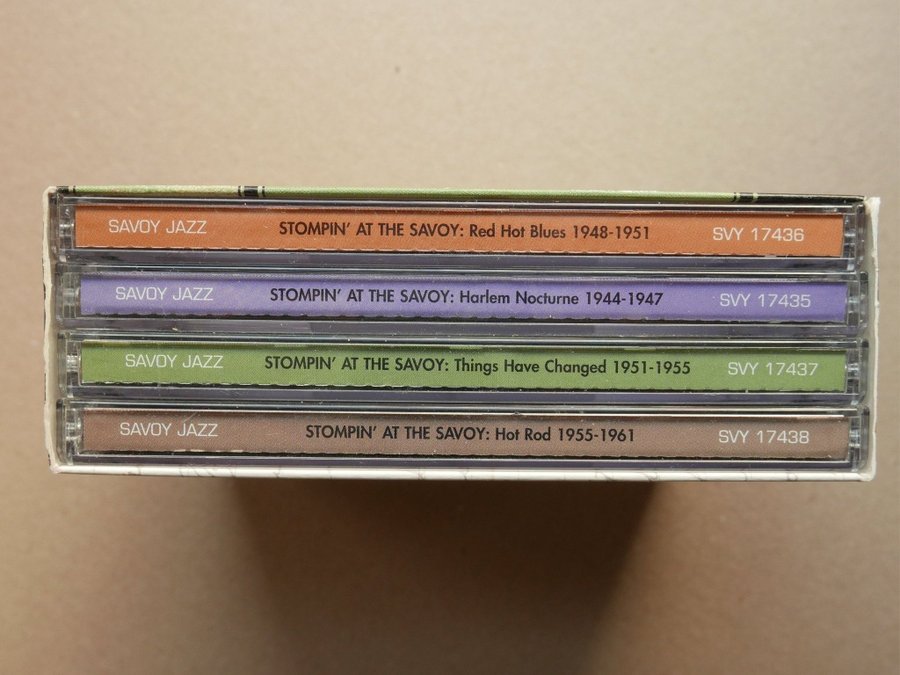 SAVOY JAZZ STOMPIN' AT THE SAVOY: Red Hot Blues 1948-1951 SVY 17436
SAVOY JAZZ STOMPIN' AT THE SAVOY: Harlem Nocturne 1944-1947 SVY 17435
SAVOY JAZZ STOMPIN' AT THE SAVOY: Things Have Changed 1951-1955 SVY 17437
SAVOY JAZZ STOMPIN' AT THE SAVOY: Hot Rod 1955-1961 SVY 17438